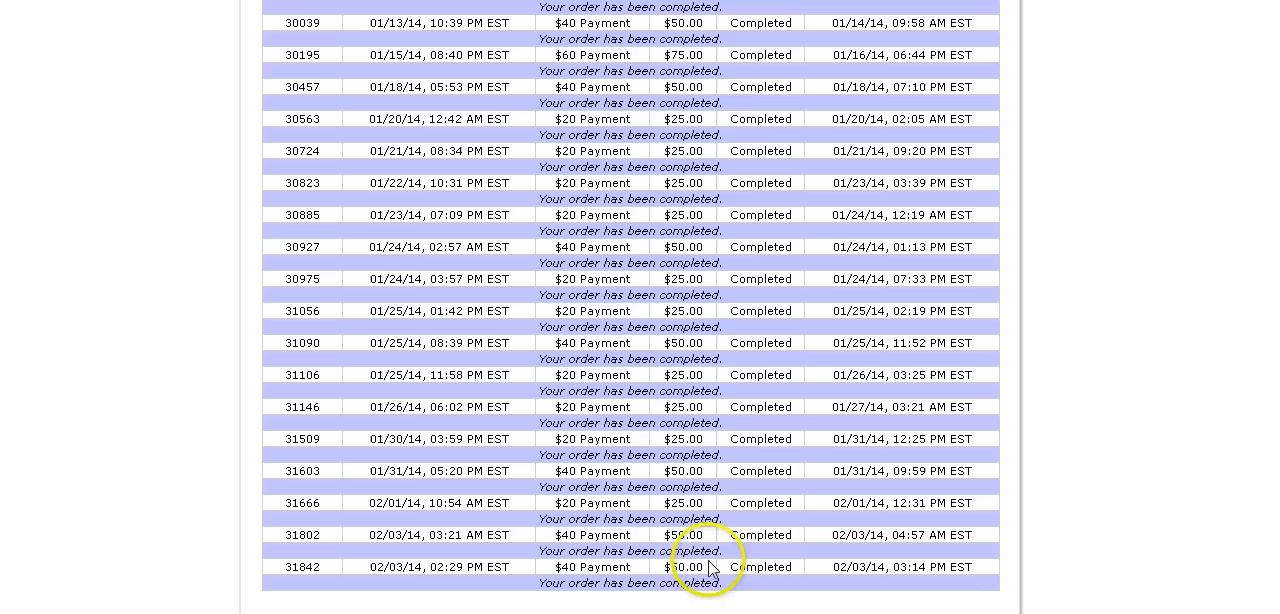 Your order has been completed.
30039 01/13/14, 10:39 PM EST $40 Payment $50.00 Completed 01/14/14, 09:58 AM EST
Your order has been completed.
30195 01/15/14, 08:40 PM EST $60 Payment $75.00 Completed 01/16/14, 06:44 PM EST
Your order has been completed.
30457 01/18/14, 05:53 PM EST $40 Payment $50.00 Completed 01/18/14, 07:10 PM EST
Your order has been completed.
30563 01/20/14, 12:42 AM EST $20 Payment $25.00 Completed 01/20/14, 02:05 AM EST
Your order has been completed.
30724 01/21/14, 08:34 PM EST $20 Payment $25.00 Completed 01/21/14, 09:20 PM EST
Your order has been completed.
30823 01/22/14, 10:31 PM EST $20 Payment $25.00 Completed 01/23/14, 03:39 PM EST
Your order has been completed.
30885 01/23/14, 07:09 PM EST $20 Payment $25.00 Completed 01/24/14, 12:19 AM EST
Your order has been completed.
30927 01/24/14, 02:57 AM EST $40 Payment $50.00 Completed 01/24/14, 01:13 PM EST
Your order has been completed.
30975 01/24/14, 03:57 PM EST $20 Payment $25.00 Completed 01/24/14, 07:33 PM EST
Your order has been completed.
31056 01/25/14, 01:42 PM EST $20 Payment $25.00 Completed 01/25/14, 02:19 PM EST
Your order has been completed.
31090 01/25/14, 08:39 PM EST $40 Payment $50.00 Completed 01/25/14, 11:52 PM EST
Your order has been completed.
31106 01/25/14, 11:58 PM EST $20 Payment $25.00 Completed 01/26/14, 03:25 PM EST
Your order has been completed.
31146 01/26/14, 06:02 PM EST $20 Payment $25.00 Completed 01/27/14, 03:21 AM EST
Your order has been completed.
31509 01/30/14, 03:59 PM EST $20 Payment $25.00 Completed 01/31/14, 12:25 PM EST
Your order has been completed.
31603 01/31/14, 05:20 PM EST $40 Payment $50.00 Completed 01/31/14, 09:59 PM EST
Your order has been completed.
31666 02/01/14, 10:54 AM EST $20 Payment $25.00 Completed 02/01/14, 12:31 PM EST
Your order has been completed.
31802 02/03/14, 03:21 AM EST $40 Payment $50.00 Completed 02/03/14, 04:57 AM EST
Your order has been completed.
31842 02/03/14, 02:29 PM EST $40 Payment $50.00 Completed 02/03/14, 03:14 PM EST
Your order has been completed.